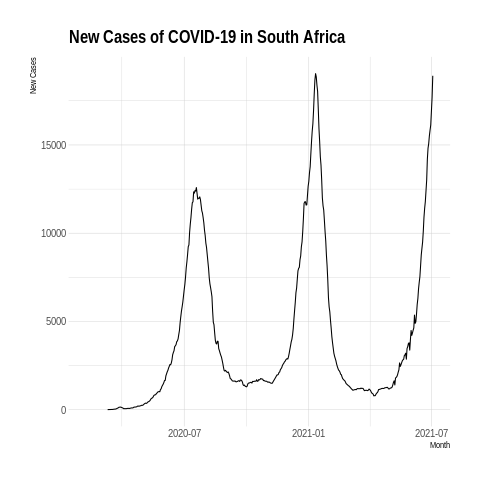 New Cases of COVID-19 in South Africa
New Cases
15000
10000
5000
0
2020-07
2021-01
2021-07
Month